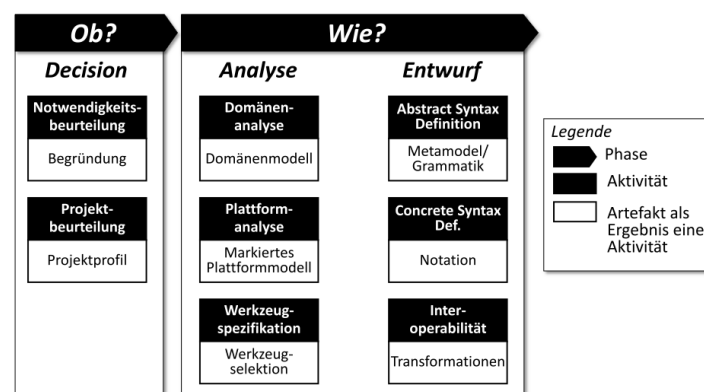 Ob?
Wie?
Decision
Analyse
Entwurf
Notwendigkeits-
beurteilung
Begründung
Projekt-
beurteilung
Projektprofil
Domänen-
analyse
Domänenmodell
Plattform-
analyse
Markiertes
Plattformmodell
Werkzeug-
spezifikation
Werkzeug-
selektion
Abstract Syntax
Definition
Metamodel/
Grammatik
Concrete Syntax
Def.
Notation
Inter-
operabilität
Transformationen
Legende
Phase
Aktivität
Artefakt als
Ergebnis eine
Aktivität